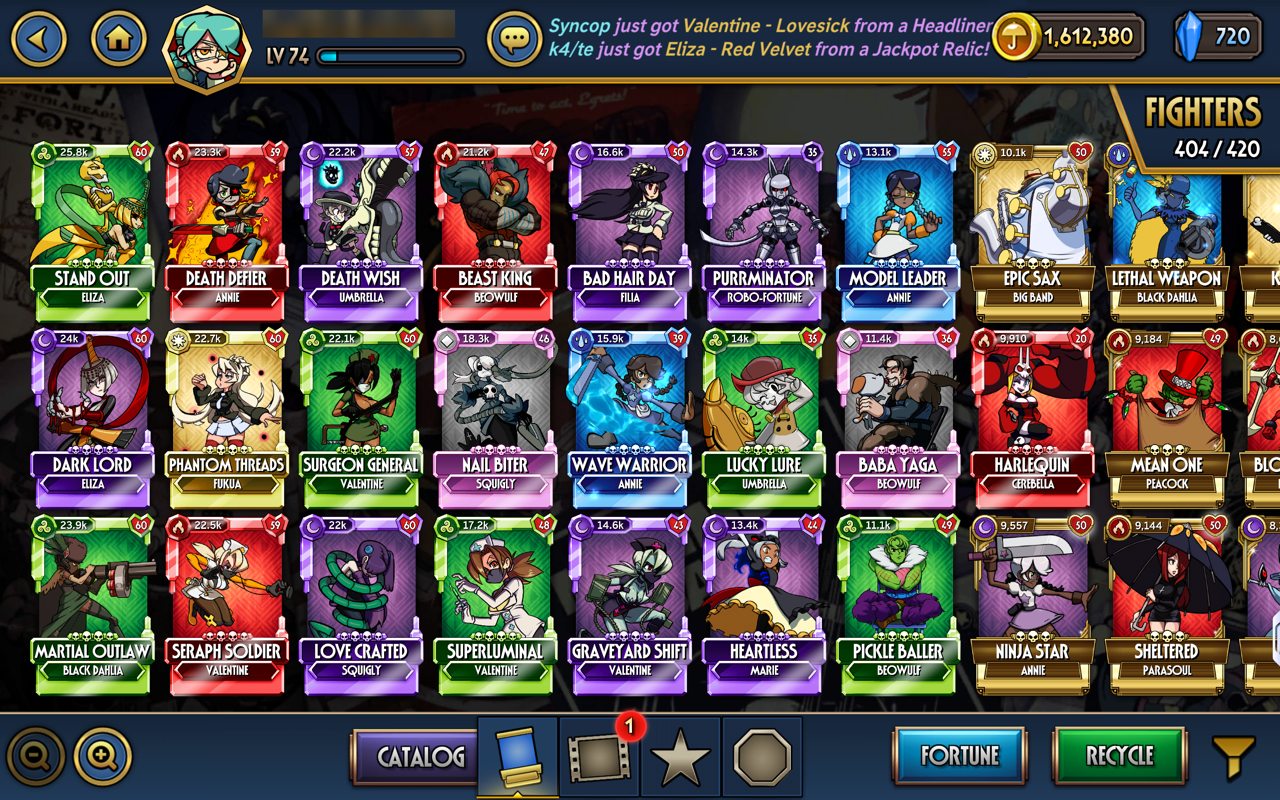 LV 74
Syncop just got Valentine - Lovesick from a Headliner
k4/te just got Eliza - Red Velvet from a Jackpot Relic!
1,612,380
720
"Time to act, Egrets!"
FORT
FIGHTERS
404 / 420
25.8k 60
STAND OUT
ELIZA
23.3k 59
DEATH DEFIER
ANNIE
22.2k 57
DEATH WISH
UMBRELLA
21.2k 47
BEAST KING
BEOWULF
16.6k 50
BAD HAIR DAY
FILIA
14.3k 35
PURRMINATOR
ROBO-FORTUNE
13.1k 55
MODEL LEADER
ANNIE
10.1k 50
EPIC SAX
BIG BAND
LETHAL WEAPON
BLACK DAHLIA
24k 60
DARK LORD
ELIZA
22.7k 60
PHANTOM THREADS
FUKUA
22.1k 60
SURGEON GENERAL
VALENTINE
18.3k 46
NAIL BITER
SQUIGLY
15.9k 39
WAVE WARRIOR
ANNIE
14k 35
LUCKY LURE
UMBRELLA
11.4k 36
BABA YAGA
BEOWULF
9,910 20
HARLEQUIN
CEREBELLA
9,184 49
MEAN ONE
PEACOCK
8,
BLO
23.9k 60
MARTIAL OUTLAW
BLACK DAHLIA
22.5k 59
SERAPH SOLDIER
VALENTINE
22k 60
LOVE CRAFTED
SQUIGLY
17.2k 48
SUPERLUMINAL
VALENTINE
14.6k 43
GRAVEYARD SHIFT
VALENTINE
13.4k 44
HEARTLESS
MARIE
11.1k 49
PICKLE BALLER
BEOWULF
9,557 50
NINJA STAR
ANNIE
9,144 50
SHELTERED
PARASOUL
8,
CATALOG
1
FORTUNE
RECYCLE